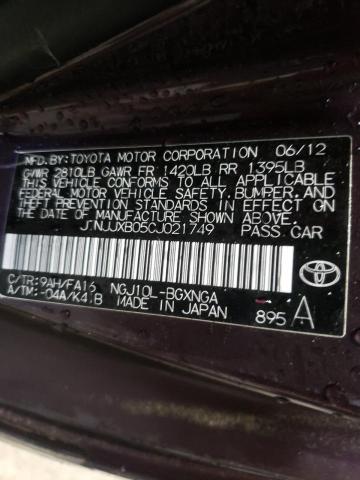 MFD.BY:TOYOTA MOTOR CORPORATION 06/12
GVWR 2810LB GAWR FR 1420LB RR 1395LB
THIS VEHICLE CONFORMS TO ALL APPLICABLE
FEDERAL MOTOR VEHICLE SAFETY, BUMPER, AND
THEFT PREVENTION STANDARDS IN EFFECT ON
THE DATE OF MANUFACTURE SHOWN ABOVE.
JTNJJXB05CJ021749 PASS.CAR
C/TR:9AH/FA16 NGJ10L-BGXNGA
A/TM:-04A/K41B MADE IN JAPAN
895 A
TOYOTA